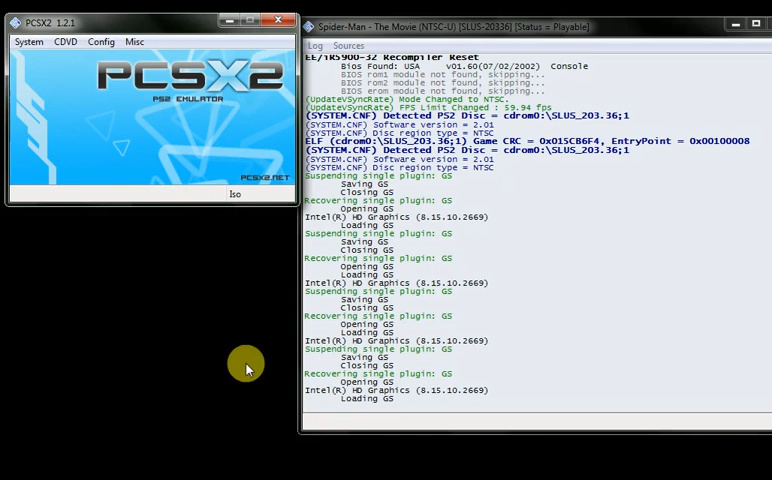 PCSX2 1.2.1
System CDVD Config Misc
PCSX2
PS2 EMULATOR
PCSX2.NET
Iso
Spider-Man - The Movie (NTSC-U) [SLUS-20336] [Status = Playable]
Log Sources
EE/iR5900-32 Recompiler Reset
Bios Found: USA v01.60(07/02/2002) Console
BIOS rom1 module not found, skipping...
BIOS rom2 module not found, skipping...
BIOS erom module not found, skipping...
(UpdateVSyncRate) Mode Changed to NTSC.
(UpdateVSyncRate) FPS Limit Changed : 59.94 fps
(SYSTEM.CNF) Detected PS2 Disc = cdrom0:\SLUS_203.36;1
(SYSTEM.CNF) Software version = 2.01
(SYSTEM.CNF) Disc region type = NTSC
ELF (cdrom0:\SLUS_203.36;1) Game CRC = 0x015CB6F4, EntryPoint = 0x00100008
(SYSTEM.CNF) Detected PS2 Disc = cdrom0:\SLUS_203.36;1
(SYSTEM.CNF) Software version = 2.01
(SYSTEM.CNF) Disc region type = NTSC
Suspending single plugin: GS
Saving GS
Closing GS
Recovering single plugin: GS
Opening GS
Intel(R) HD Graphics (8.15.10.2669)
Loading GS
Suspending single plugin: GS
Saving GS
Closing GS
Recovering single plugin: GS
Opening GS
Loading GS
Intel(R) HD Graphics (8.15.10.2669)
Suspending single plugin: GS
Saving GS
Closing GS
Recovering single plugin: GS
Opening GS
Loading GS
Intel(R) HD Graphics (8.15.10.2669)
Suspending single plugin: GS
Saving GS
Closing GS
Recovering single plugin: GS
Opening GS
Intel(R) HD Graphics (8.15.10.2669)
Loading GS